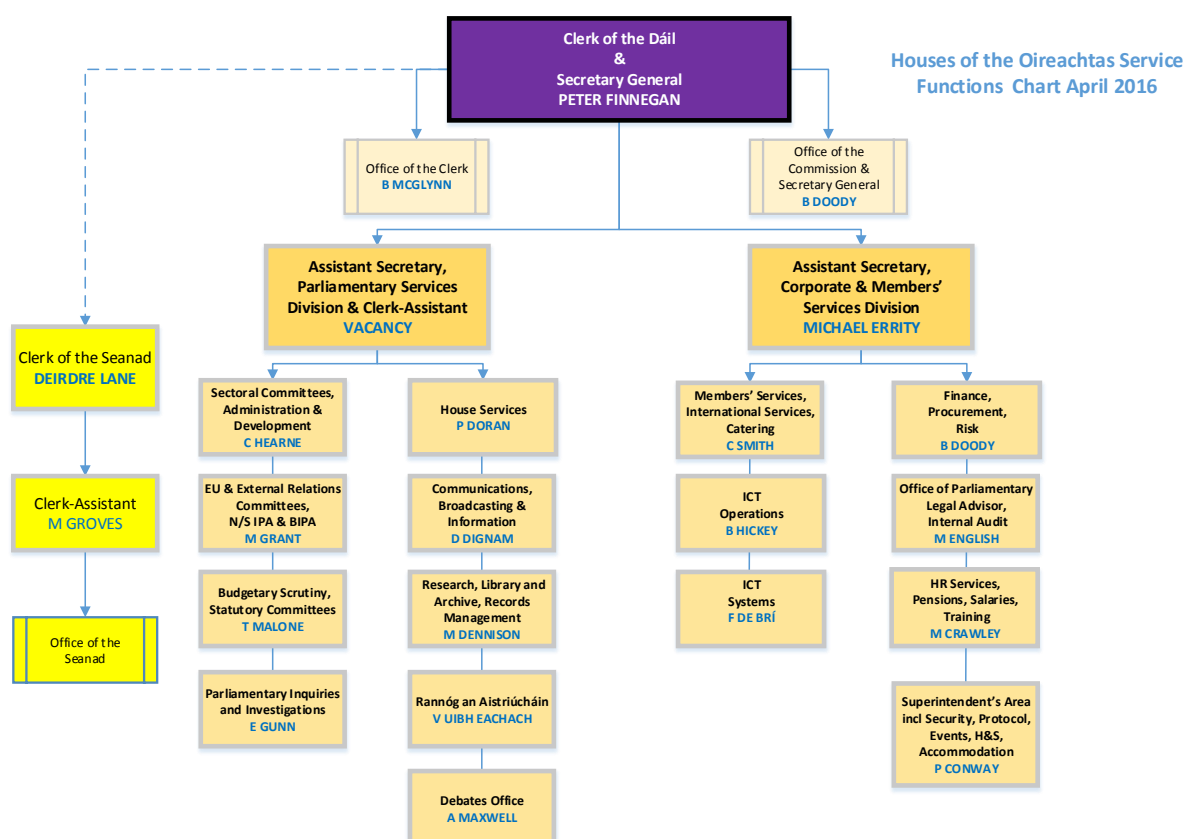 Clerk of the Dáil
&
Secretary General
PETER FINNEGAN
Houses of the Oireachtas Service
Functions Chart April 2016
Office of the Clerk
B MCGLYNN
Office of the
Commission &
Secretary General
B DOODY
Assistant Secretary,
Parliamentary Services
Division & Clerk-Assistant
VACANCY
Assistant Secretary,
Corporate & Members’
Services Division
MICHAEL ERRITY
Clerk of the Seanad
DEIRDRE LANE
Clerk-Assistant
M GROVES
Office of the
Seanad
Sectoral Committees,
Administration &
Development
C HEARNE
EU & External Relations
Committees,
N/S IPA & BIPA
M GRANT
Budgetary Scrutiny,
Statutory Committees
T MALONE
Parliamentary Inquiries
and Investigations
E GUNN
House Services
P DORAN
Communications,
Broadcasting &
Information
D DIGNAM
Research, Library and
Archive, Records
Management
M DENNISON
Rannóg an Aistriúcháin
V UIBH EACHACH
Debates Office
A MAXWELL
Members’ Services,
International Services,
Catering
C SMITH
ICT
Operations
B HICKEY
ICT
Systems
F DE BRÍ
Finance,
Procurement,
Risk
B DOODY
Office of Parliamentary
Legal Advisor,
Internal Audit
M ENGLISH
HR Services,
Pensions, Salaries,
Training
M CRAWLEY
Superintendent’s Area
incl Security, Protocol,
Events, H&S,
Accommodation
P CONWAY